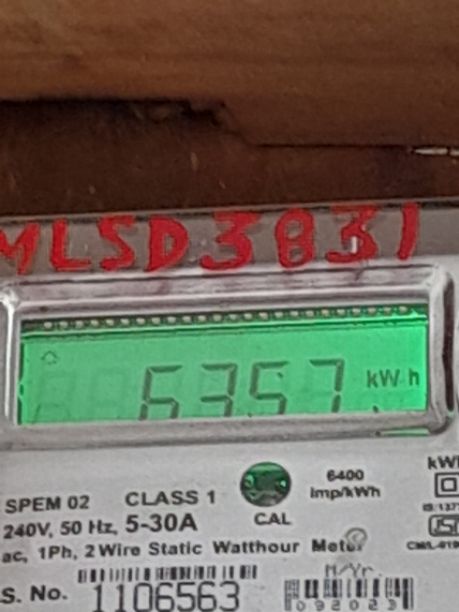 MLSD3831
6357 kWh
SPEM 02 CLASS 1
6400 Imp/kWh
CAL
240V, 50 Hz, 5-30A
ac, 1Ph, 2 Wire Static Watthour Meter
M/Yr.
S. No. 1106563